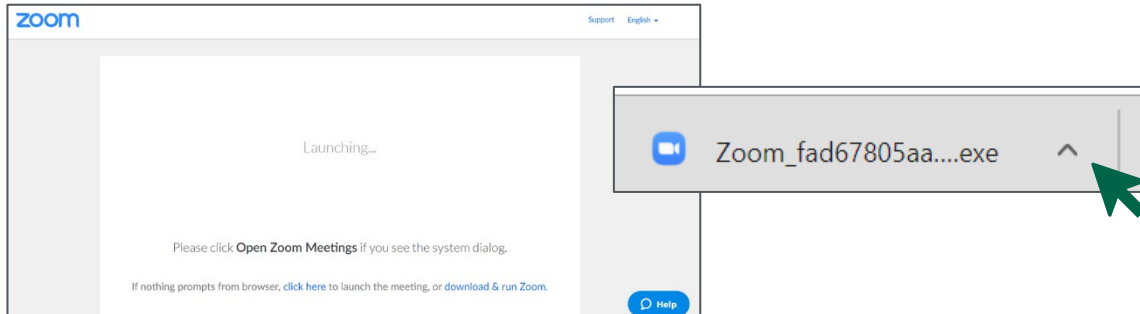 zoom
Support English
Launching...
Please click Open Zoom Meetings if you see the system dialog.
If nothing prompts from browser, click here to launch the meeting, or download & run Zoom.
Help
Zoom_fad67805aa....exe